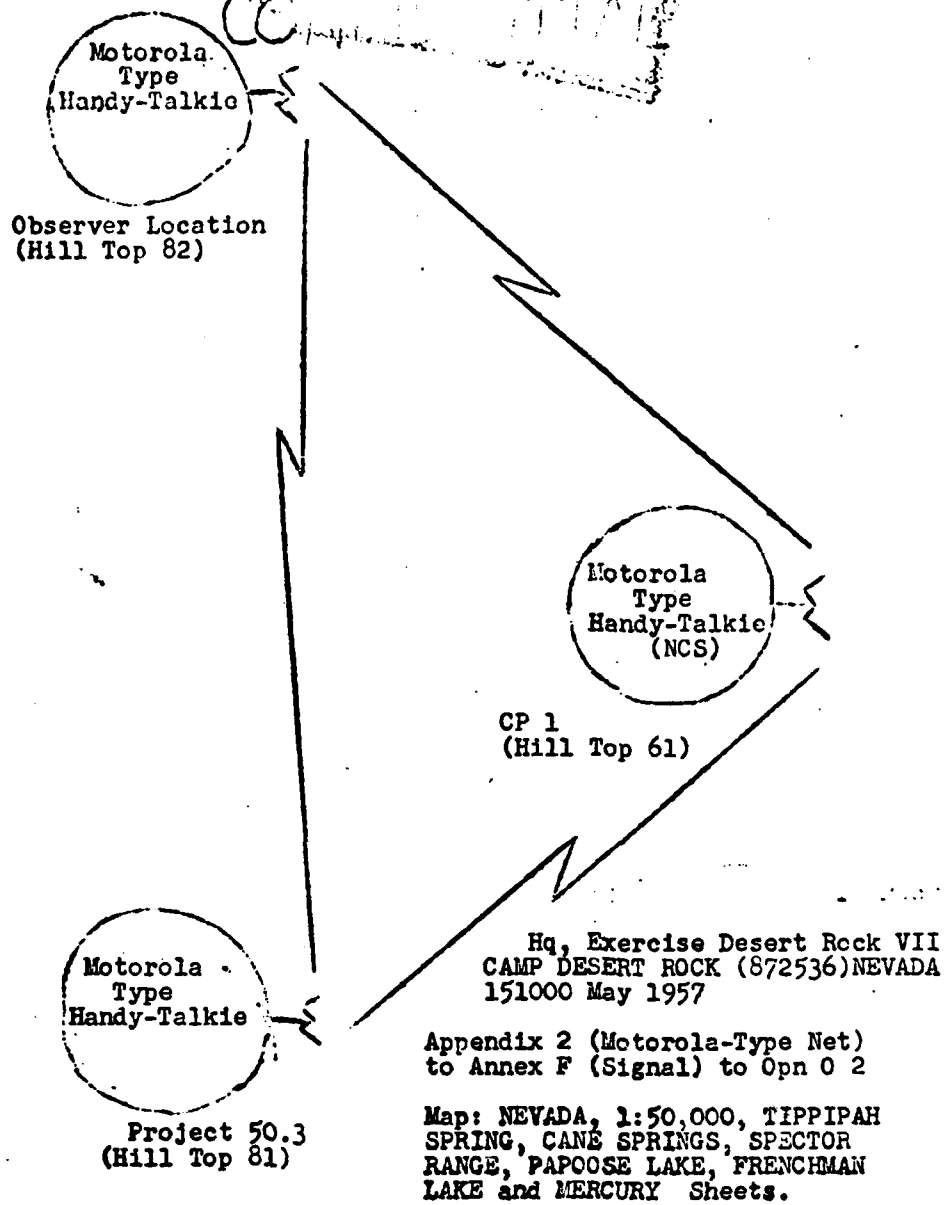 Motorola
Type
Handy-Talkie
Observer Location
(Hill Top 82)
Motorola
Type
Handy-Talkie
(NCS)
CP 1
(Hill Top 61)
Motorola
Type
Handy-Talkie
Project 50.3
(Hill Top 81)
Hq, Exercise Desert Rock VII
CAMP DESERT ROCK (872536)NEVADA
151000 May 1957
Appendix 2 (Motorola-Type Net)
to Annex F (Signal) to Opn O 2
Map: NEVADA, 1:50,000, TIPPIPAH
SPRING, CANE SPRINGS, SPECTOR
RANGE, PAPOOSE LAKE, FRENCHMAN
LAKE and MERCURY Sheets.